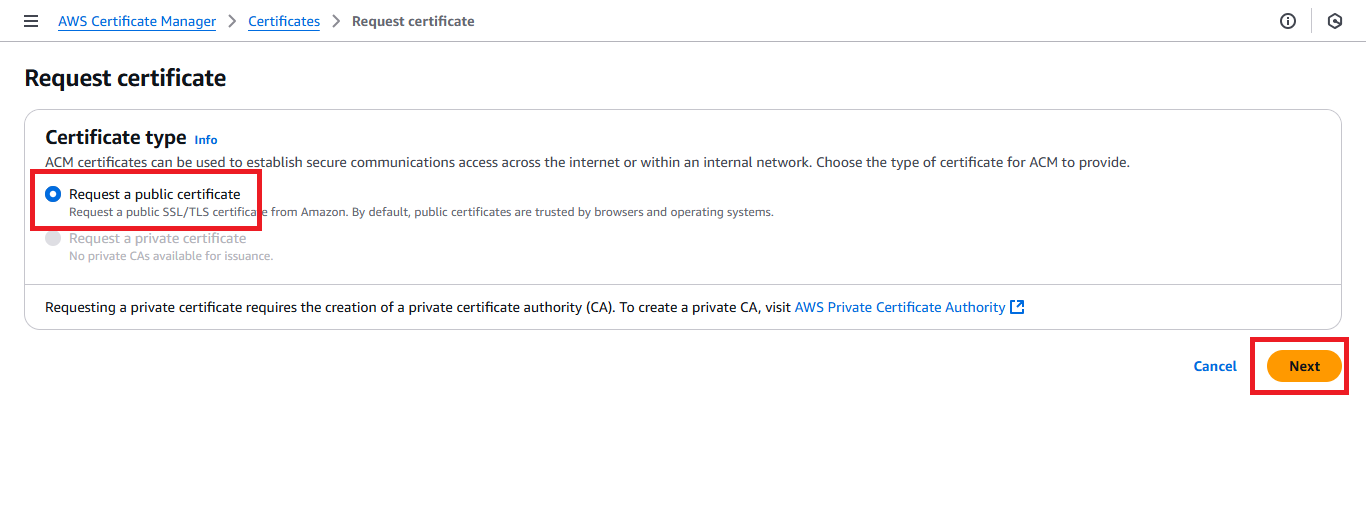 AWS Certificate Manager > Certificates > Request certificate
Request certificate
Certificate type Info
ACM certificates can be used to establish secure communications access across the internet or within an internal network. Choose the type of certificate for ACM to provide.
Request a public certificate
Request a public SSL/TLS certificate from Amazon. By default, public certificates are trusted by browsers and operating systems.
Request a private certificate
No private CAs available for issuance.
Requesting a private certificate requires the creation of a private certificate authority (CA). To create a private CA, visit AWS Private Certificate Authority
Cancel Next